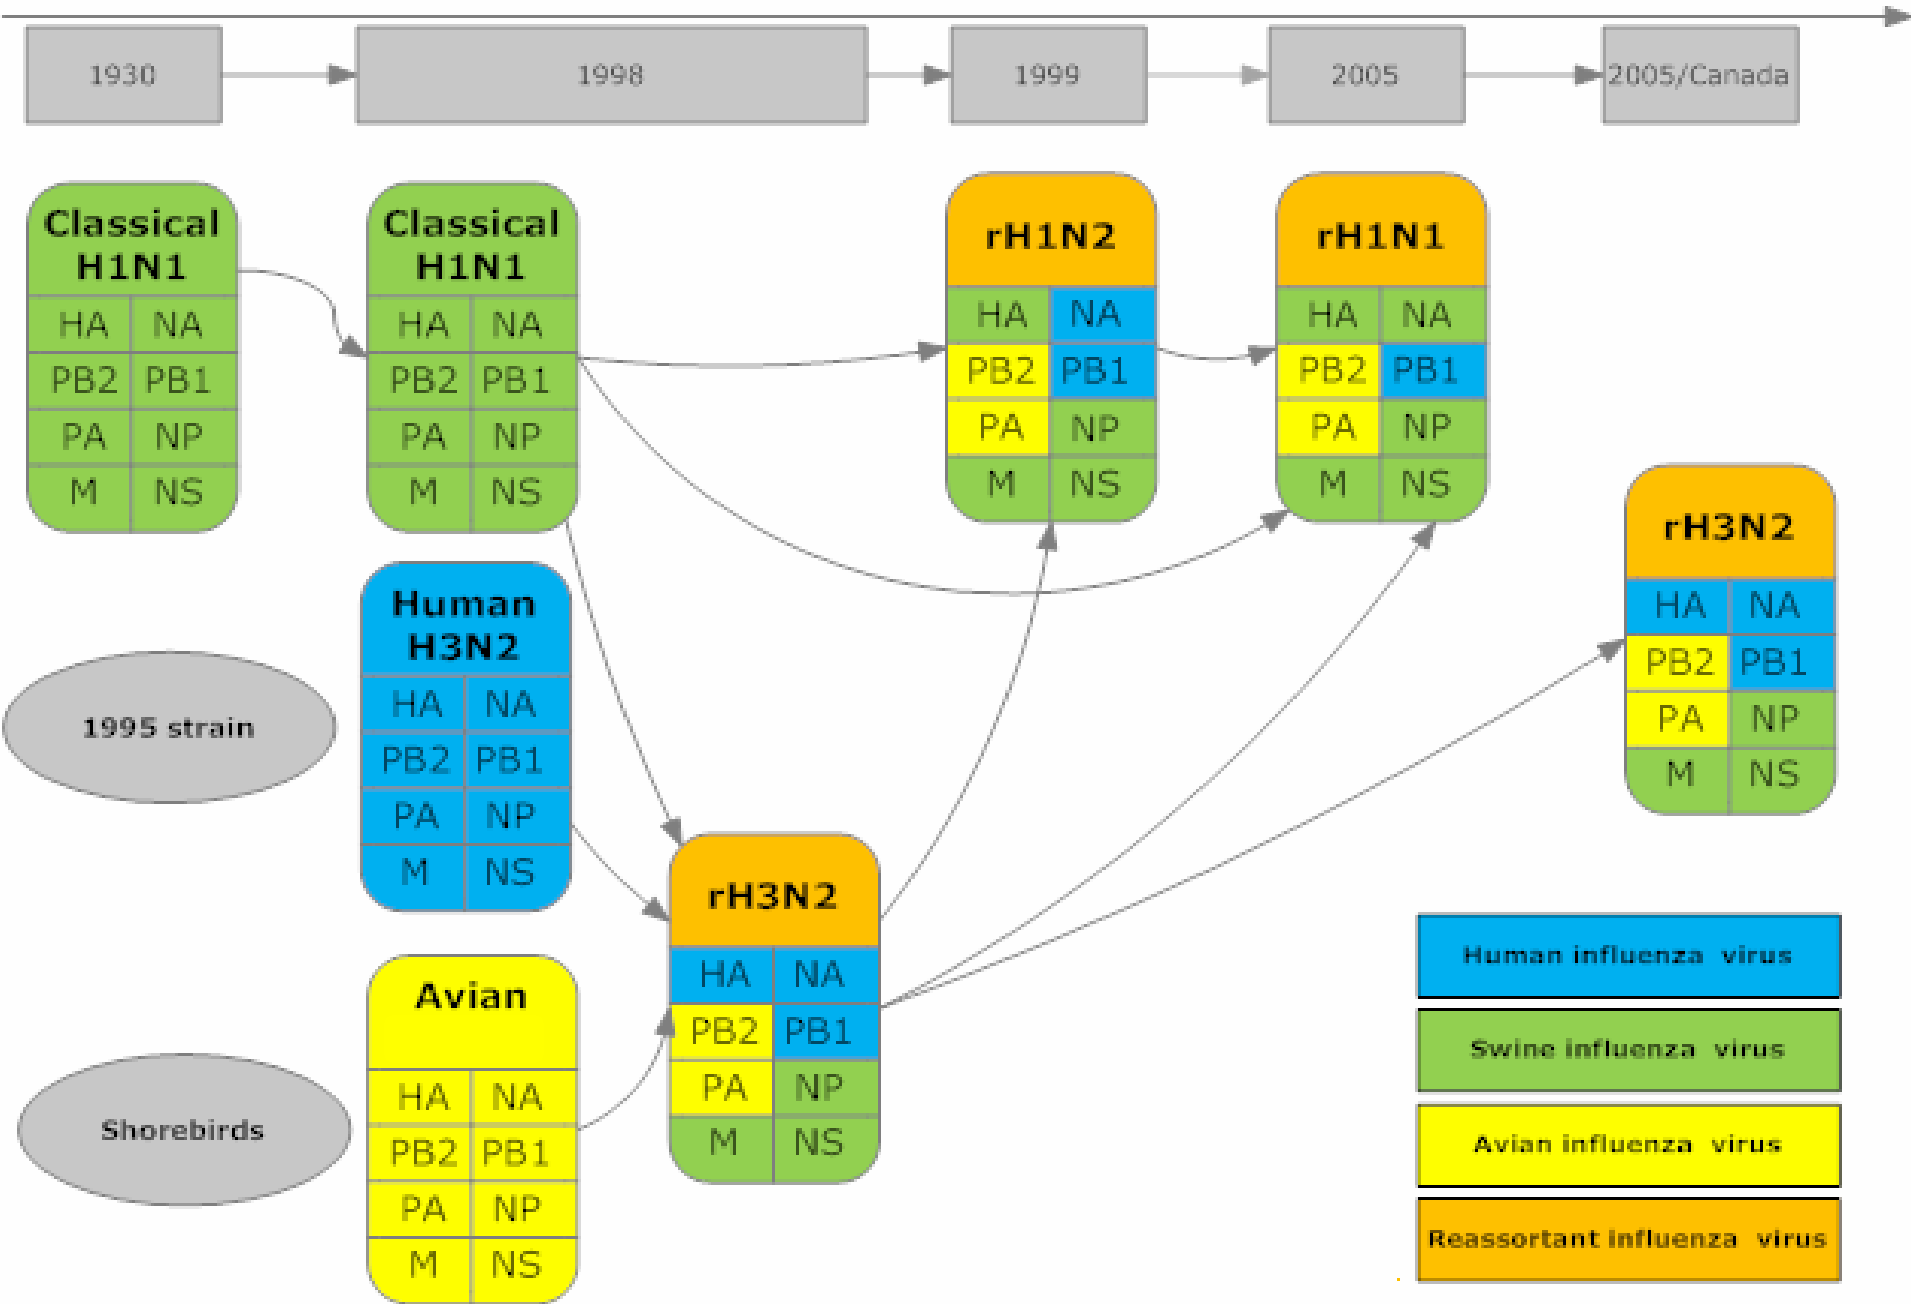 1930
1998
1999
2005
2005/Canada
Classical
H1N1
HA NA
PB2 PB1
PA NP
M NS
Classical
H1N1
HA NA
PB2 PB1
PA NP
M NS
rH1N2
HA NA
PB2 PB1
PA NP
M NS
rH1N1
HA NA
PB2 PB1
PA NP
M NS
rH3N2
HA NA
PB2 PB1
PA NP
M NS
1995 strain
Human
H3N2
HA NA
PB2 PB1
PA NP
M NS
rH3N2
HA NA
PB2 PB1
PA NP
M NS
Shorebirds
Avian
HA NA
PB2 PB1
PA NP
M NS
Human influenza virus
Swine influenza virus
Avian influenza virus
Reassortant influenza virus